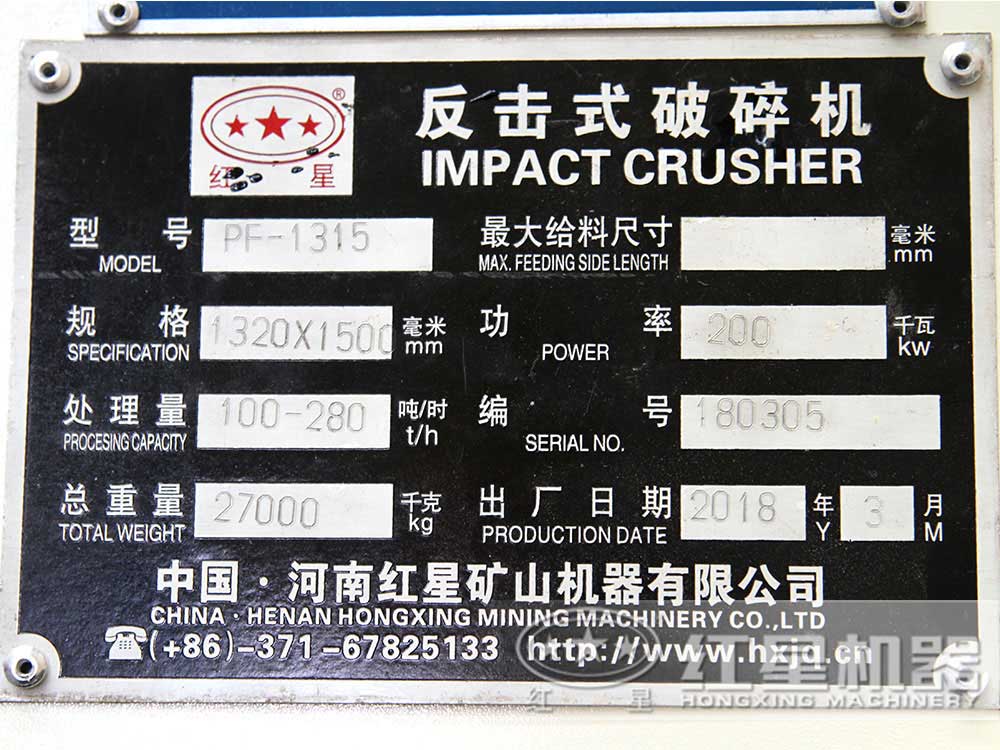 ®
红 星
反击式破碎机
IMPACT CRUSHER
型 号 PF-1315
MODEL
最大给料尺寸 毫米
MAX. FEEDING SIDE LENGTH mm
规 格 1320X1500 毫米
SPECIFICATION mm
功 率 200 千瓦
POWER kw
处理量 100-280 吨/时
PROCESING CAPACITY t/h
编 号 180305
SERIAL NO.
总重量 27000 千克
TOTAL WEIGHT kg
出厂日期 2018 年 3 月
PRODUCTION DATE Y M
中国·河南红星矿山机器有限公司
CHINA·HENAN HONGXING MINING MACHINERY CO.,LTD
☎(+86)-371-67825133 http://www.hxjq.cn
红星机器
红 星 HONGXING MACHINERY